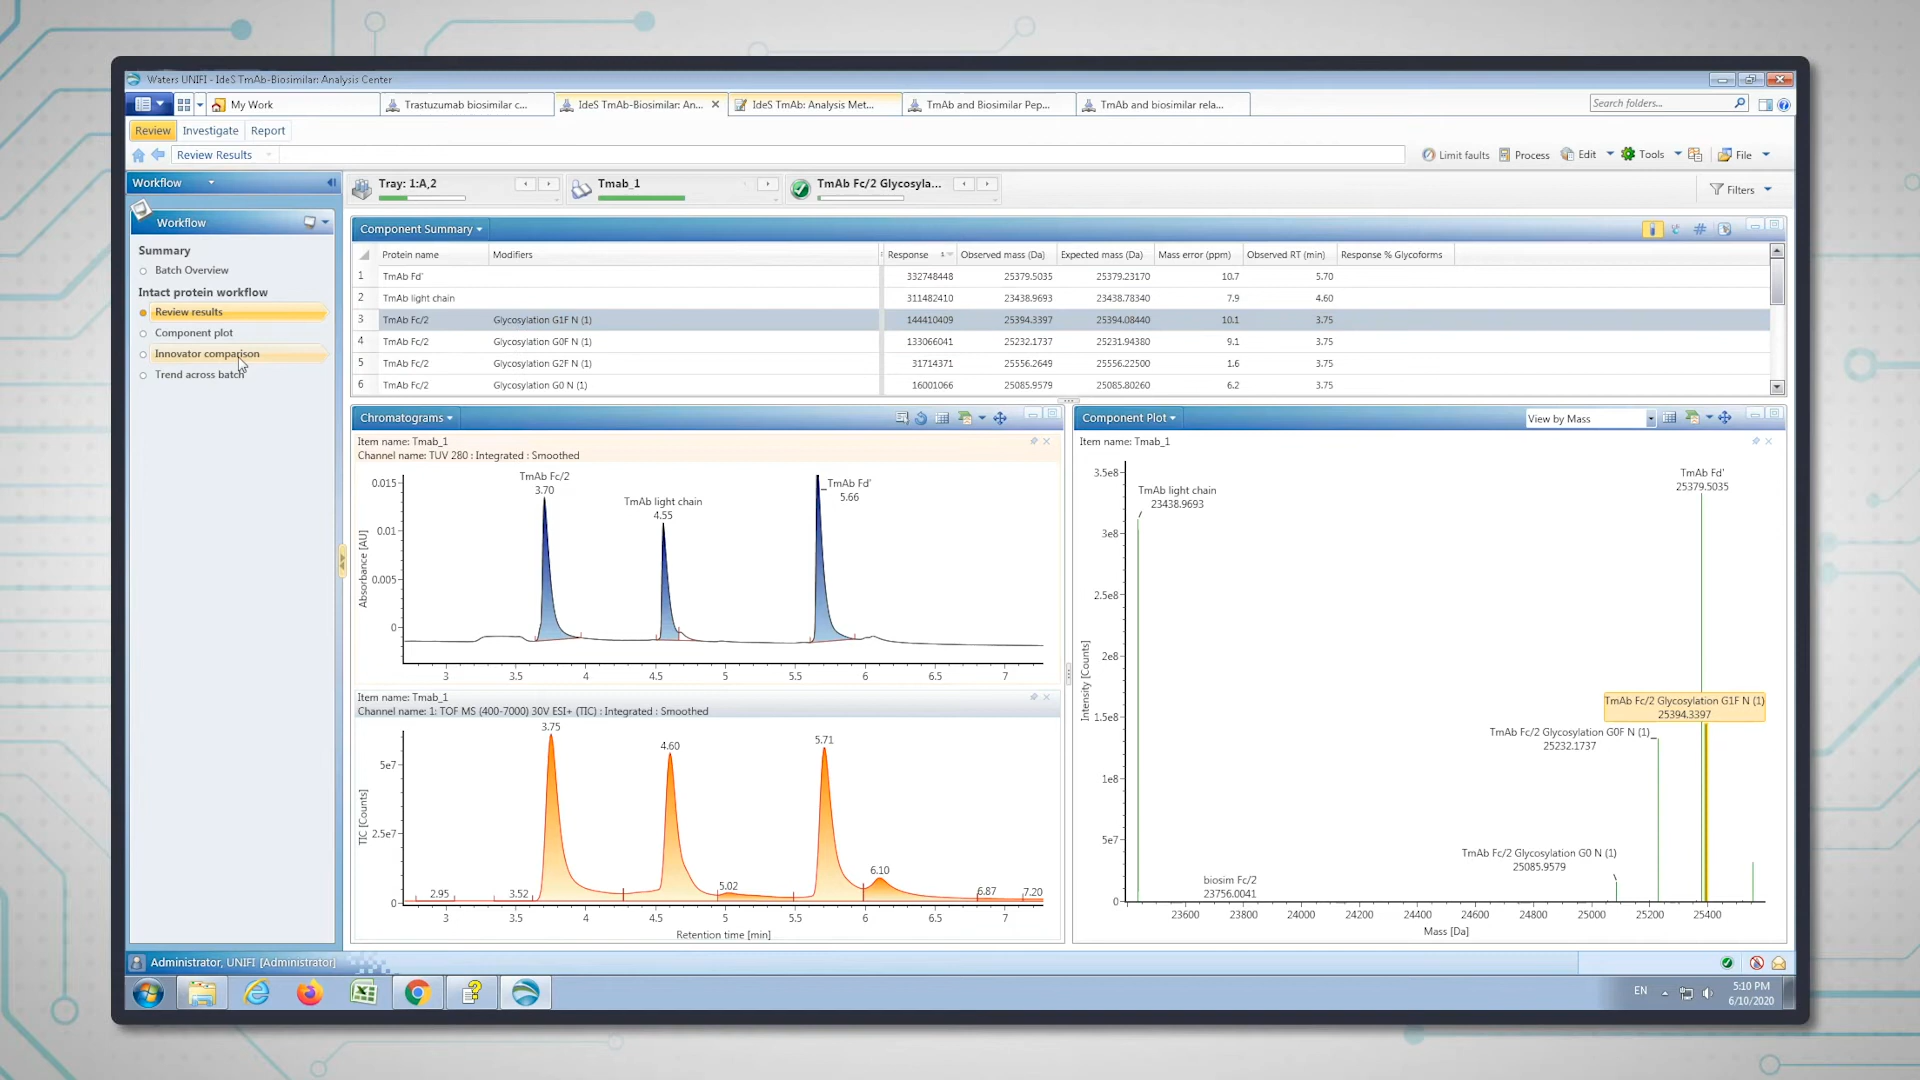 Waters UNIFI - IdeS TmAb-Biosimilar: Analysis Center
My Work
Trastuzumab biosimilar c...
IdeS TmAb-Biosimilar: An...
IdeS TmAb: Analysis Met...
TmAb and Biosimilar Pep...
TmAb and biosimilar rela...
Search folders...
Review Investigate Report
Review Results
Limit faults Process Edit Tools File
Workflow
Tray: 1:A,2
Tmab_1
TmAb Fc/2 Glycosyla...
Filters
Workflow
Summary
Batch Overview
Intact protein workflow
Review results
Component plot
Innovator comparison
Trend across batch
Component Summary
Protein name Modifiers Response Observed mass (Da) Expected mass (Da) Mass error (ppm) Observed RT (min) Response % Glycoforms
1 TmAb Fd' 332748448 25379.5035 25379.23170 10.7 5.70
2 TmAb light chain 311482410 23438.9693 23438.78340 7.9 4.60
3 TmAb Fc/2 Glycosylation G1F N (1) 144410409 25394.3397 25394.08440 10.1 3.75
4 TmAb Fc/2 Glycosylation G0F N (1) 133066041 25232.1737 25231.94380 9.1 3.75
5 TmAb Fc/2 Glycosylation G2F N (1) 31714371 25556.2649 25556.22500 1.6 3.75
6 TmAb Fc/2 Glycosylation G0 N (1) 16001066 25085.9579 25085.80260 6.2 3.75
Chromatograms
Item name: Tmab_1
Channel name: TUV 280 : Integrated : Smoothed
TmAb Fc/2
3.70
TmAb light chain
4.55
TmAb Fd'
5.66
Absorbance [AU]
0.015
0.01
0.005
0
3 3.5 4 4.5 5 5.5 6 6.5 7
Item name: Tmab_1
Channel name: 1: TOF MS (400-7000) 30V ESI+ (TIC) : Integrated : Smoothed
TIC [Counts]
5e7
2.5e7
0
2.95 3.52 3.75 4.60 5.02 5.71 6.10 6.87 7.20
3 3.5 4 4.5 5 5.5 6 6.5 7
Retention time [min]
Component Plot
View by Mass
Item name: Tmab_1
Intensity [Counts]
3.5e8
3e8
2.5e8
2e8
1.5e8
1e8
5e7
0
TmAb light chain
23438.9693
TmAb Fd'
25379.5035
TmAb Fc/2 Glycosylation G1F N (1)
25394.3397
TmAb Fc/2 Glycosylation G0F N (1)
25232.1737
TmAb Fc/2 Glycosylation G0 N (1)
25085.9579
biosim Fc/2
23756.0041
23600 23800 24000 24200 24400 24600 24800 25000 25200 25400
Mass [Da]
Administrator, UNIFI [Administrator]
EN
5:10 PM
6/10/2020